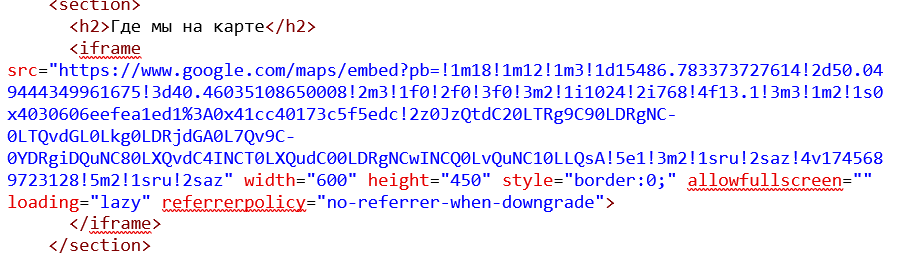 <section>
<h2>Где мы на карте</h2>
<iframe
src="https://www.google.com/maps/embed?pb=!1m18!1m12!1m3!1d15486.783373727614!2d50.04
9444349961675!3d40.46035108650008!2m3!1f0!2f0!3f0!3m2!1i1024!2i768!4f13.1!3m3!1m2!1s0
x4030606eefea1ed1%3A0x41cc40173c5f5edc!2z0JzQtdC20LTRg9C90LDRgNC-
0LTQvdGL0Lkg0LDRjdGA0L7Qv9C-
0YDRgiDQuNC80LXQvdC4INCT0LXQudC00LDRgNCwINCQ0LvQuNC10LLQsA!5e1!3m2!1sru!2saz!4v174568
9723128!5m2!1sru!2saz" width="600" height="450" style="border:0;" allowfullscreen=""
loading="lazy" referrerpolicy="no-referrer-when-downgrade">
</iframe>
</section>